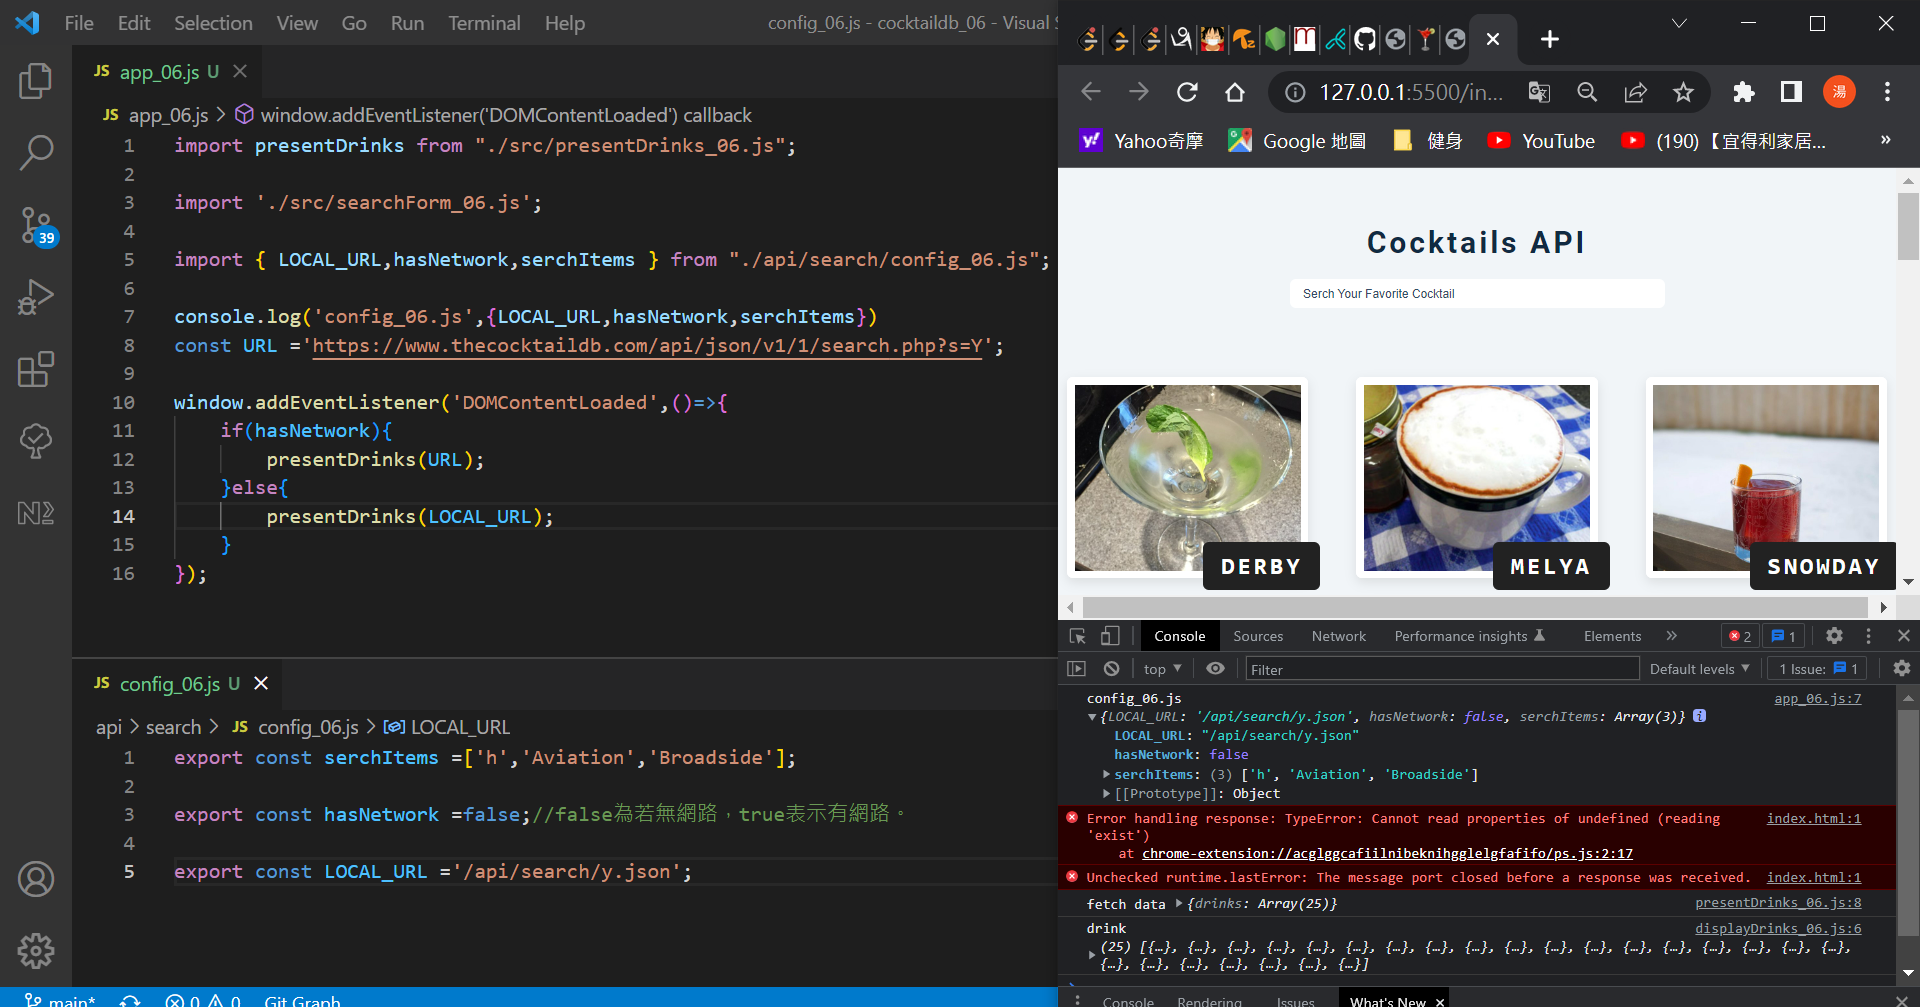 File Edit Selection View Go Run Terminal Help config_06.js - cocktaildb_06 - Visual S
JS app_06.js U
JS app_06.js > window.addEventListener('DOMContentLoaded') callback
1 import presentDrinks from "./src/presentDrinks_06.js";
2
3 import './src/searchForm_06.js';
4
5 import { LOCAL_URL,hasNetwork,serchItems } from "./api/search/config_06.js";
6
7 console.log('config_06.js',{LOCAL_URL,hasNetwork,serchItems})
8 const URL ='https://www.thecocktaildb.com/api/json/v1/1/search.php?s=Y';
9
10 window.addEventListener('DOMContentLoaded',()=>{
11 if(hasNetwork){
12 presentDrinks(URL);
13 }else{
14 presentDrinks(LOCAL_URL);
15 }
16 });
39
JS config_06.js U
api > search > JS config_06.js > LOCAL_URL
1 export const serchItems =['h','Aviation','Broadside'];
2
3 export const hasNetwork =false;//false為若無網路，true表示有網路。
4
5 export const LOCAL_URL ='/api/search/y.json';
main* 0 0 Git Graph
127.0.0.1:5500/in...
湯
Yahoo奇摩 Google 地圖 健身 YouTube (190) 【宜得利家居... »
Cocktails API
Serch Your Favorite Cocktail
DERBY
MELYA
SNOWDAY
Console Sources Network Performance insights Elements » 2 1
top Filter Default levels 1 Issue: 1
config_06.js app_06.js:7
{LOCAL_URL: '/api/search/y.json', hasNetwork: false, serchItems: Array(3)}
LOCAL_URL: "/api/search/y.json"
hasNetwork: false
serchItems: (3) ['h', 'Aviation', 'Broadside']
[[Prototype]]: Object
Error handling response: TypeError: Cannot read properties of undefined (reading index.html:1
'exist')
at chrome-extension://acglggcafiilnibeknihgglelgfafifo/ps.js:2:17
Unchecked runtime.lastError: The message port closed before a response was received. index.html:1
fetch data {drinks: Array(25)} presentDrinks_06.js:8
drink displayDrinks_06.js:6
(25) [{…}, {…}, {…}, {…}, {…}, {…}, {…}, {…}, {…}, {…}, {…}, {…}, {…}, {…}, {…}, {…}, {…}, {…},
{…}, {…}, {…}, {…}, {…}, {…}, {…}]
Console Rendering Issues What's New